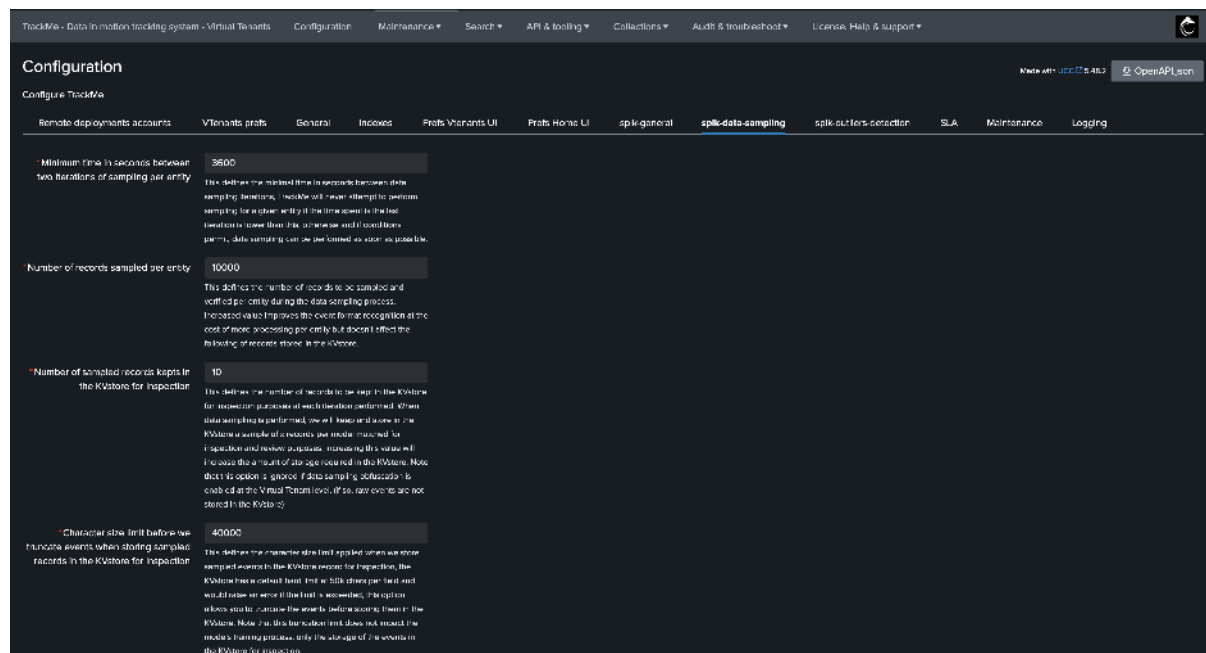 TrackMe - Data in motion tracking system - Virtual Tenants Configuration Maintenance Search API & tooling Collections Audit & troubleshoot License, Help & support
Configuration
Made with UCC 5.48.2 OpenAPI.json
Configure TrackMe
Remote deployments accounts VTenants prefs General Indexes Prefs Vtenants UI Prefs Home UI splk-general splk-data-sampling splk-outliers-detection SLA Maintenance Logging
*Minimum time in seconds between
two iterations of sampling per entity
3600
This defines the minimal time in seconds between data
sampling iterations, TrackMe will never attempt to perform
sampling for a given entity if the time spent is the last
iteration is lower than this, otherwise and if conditions
permit, data sampling can be performed as soon as possible.
*Number of records sampled per entity
10000
This defines the number of records to be sampled and
verified per entity during the data sampling process.
Increased value improves the event format recognition at the
cost of more processing per entity but doesn't affect the
following of records stored in the KVstore.
*Number of sampled records kepts in
the KVstore for inspection
10
This defines the number of records to be kept in the KVstore
for inspection purposes at each iteration performed. When
data sampling is performed, we will keep and store in the
KVstore a sample of x records per model matched for
inspection and review purposes, increasing this value will
increase the amount of storage required in the KVstore. Note
that this option is ignored if data sampling obfuscation is
enabled at the Virtual Tenant level. (if so, raw events are not
stored in the KVstore)
*Character size limit before we
truncate events when storing sampled
records in the KVstore for inspection
40000
This defines the character size limit applied when we store
sampled events in the KVstore record for inspection, the
KVstore has a default hard limit at 50k chars per field and
would raise an error if the limit is exceeded, this option
allows you to truncate the events before storing them in the
KVstore. Note that this truncation limit does not impact the
models training process, only the storage of the events in
the KVstore for inspection.